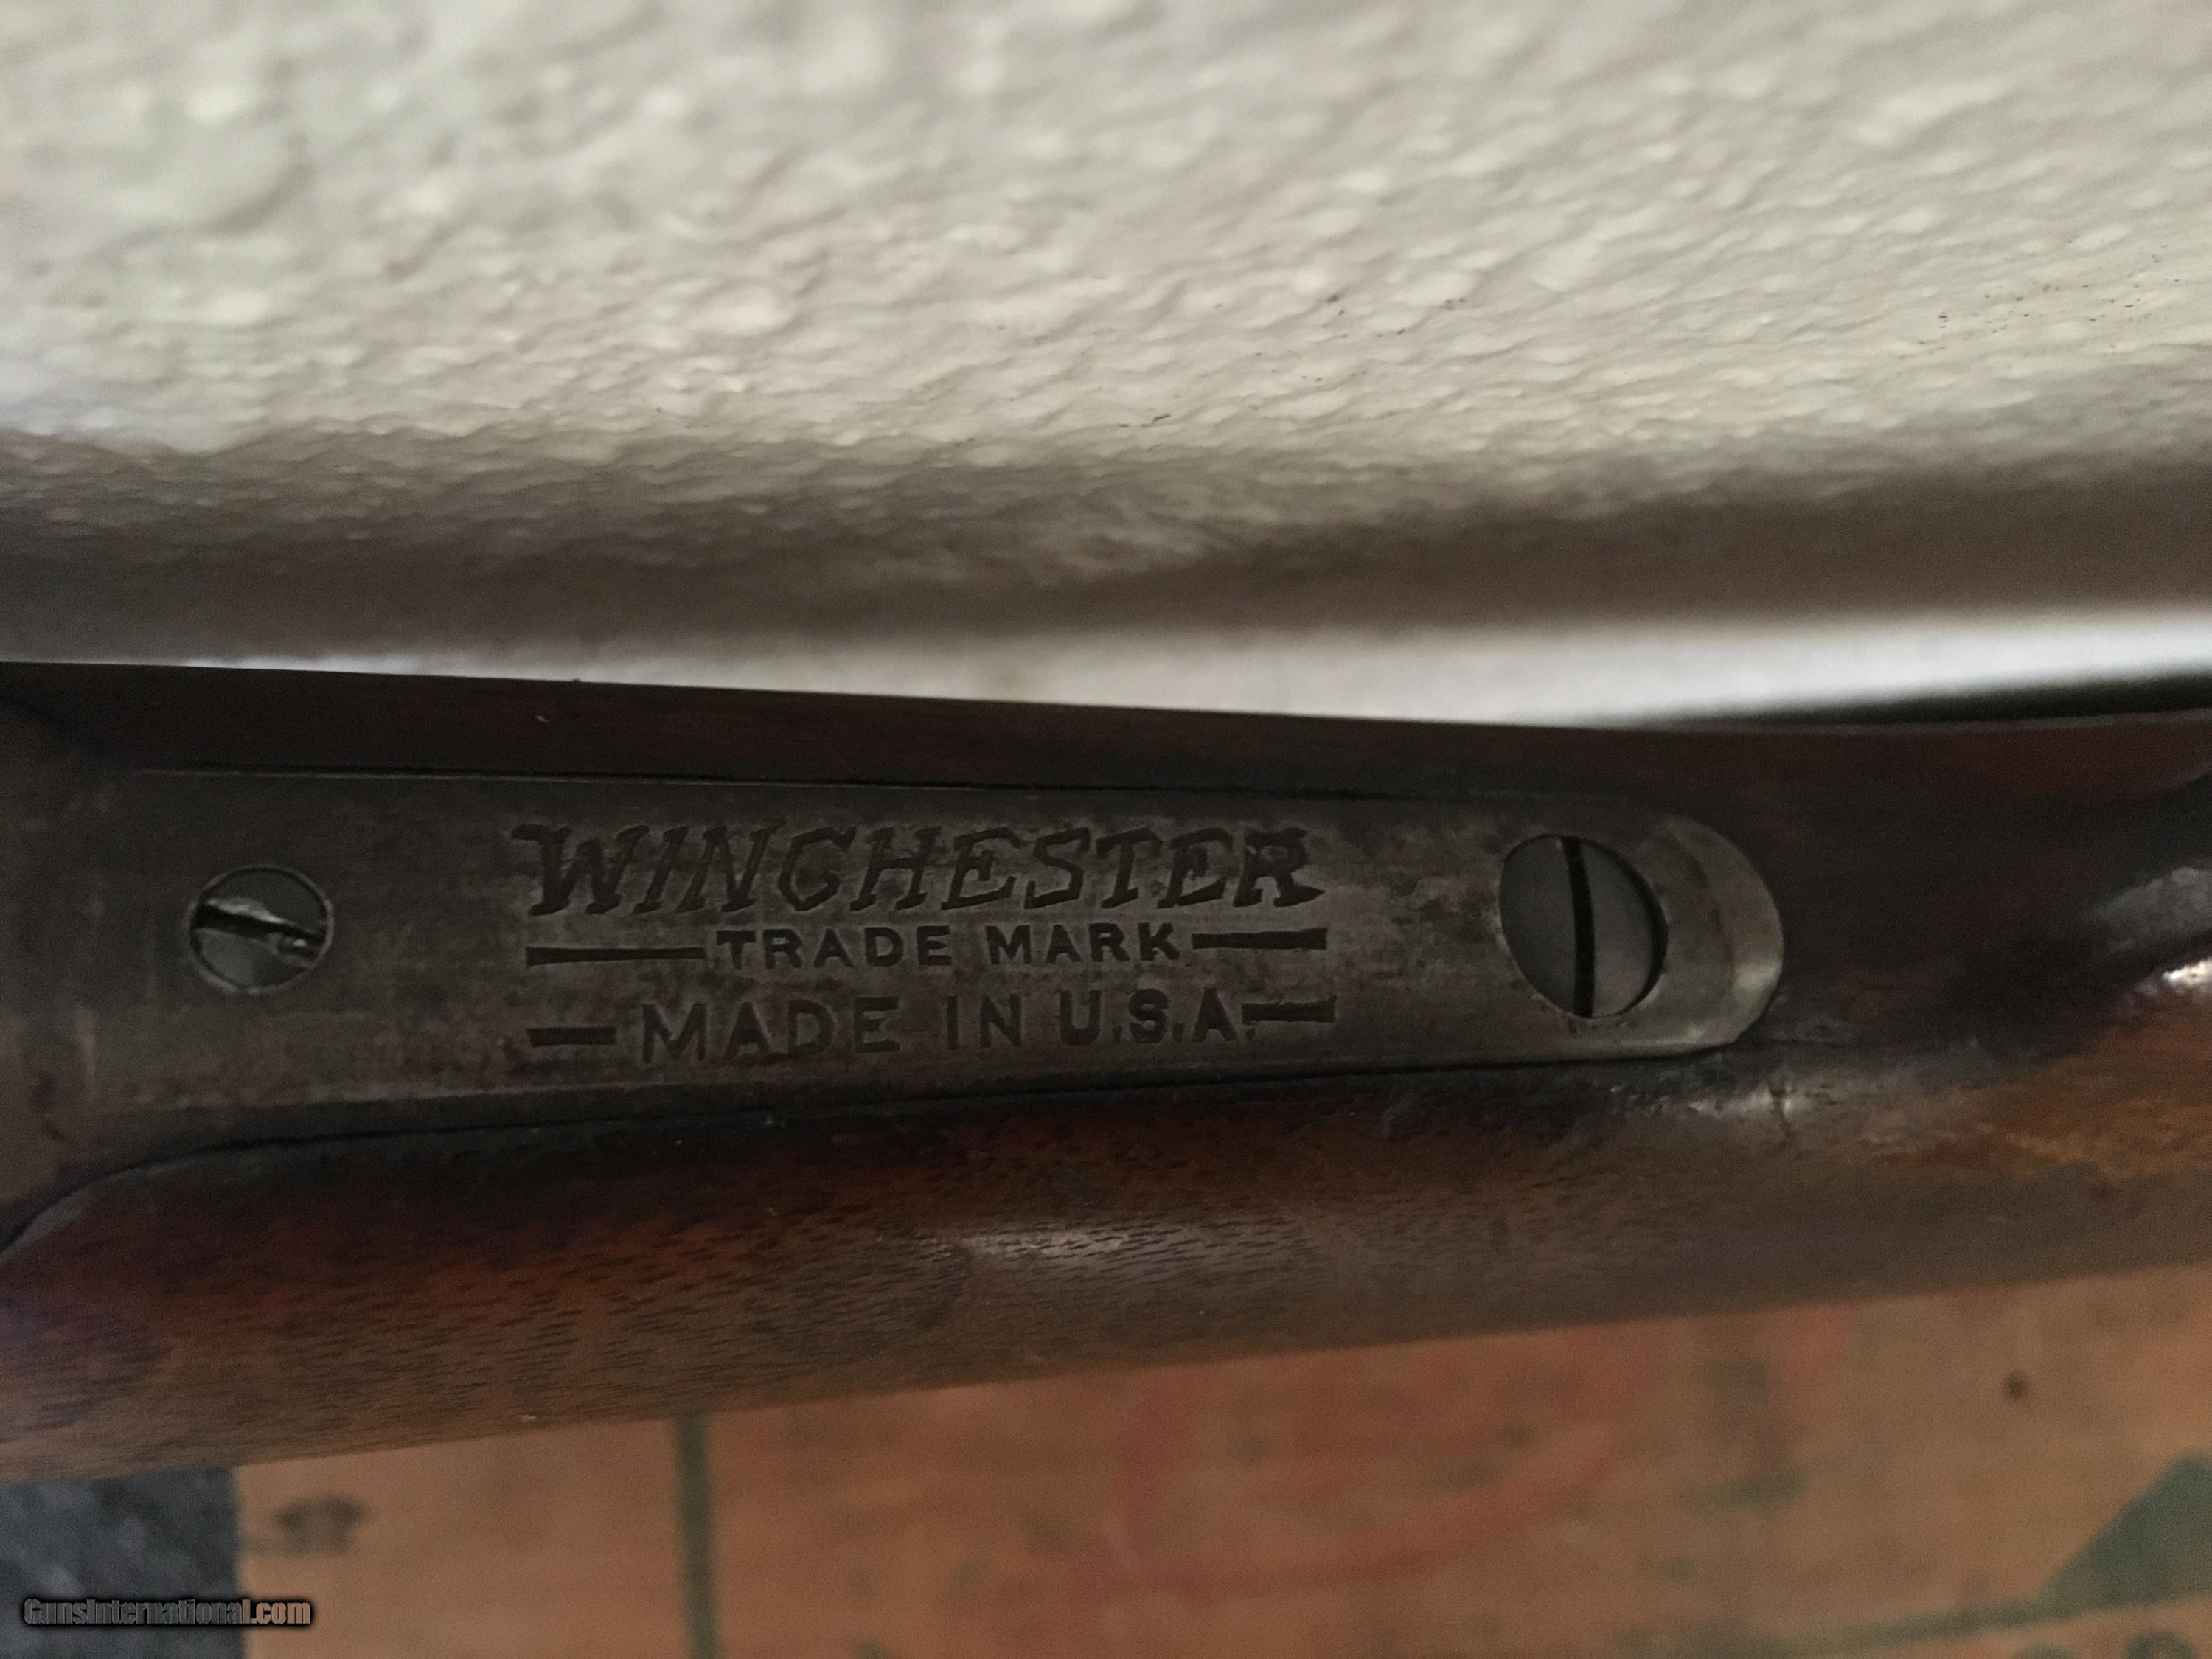 WINCHESTER
TRADE MARK
MADE IN U.S.A.
GunsInternational.com